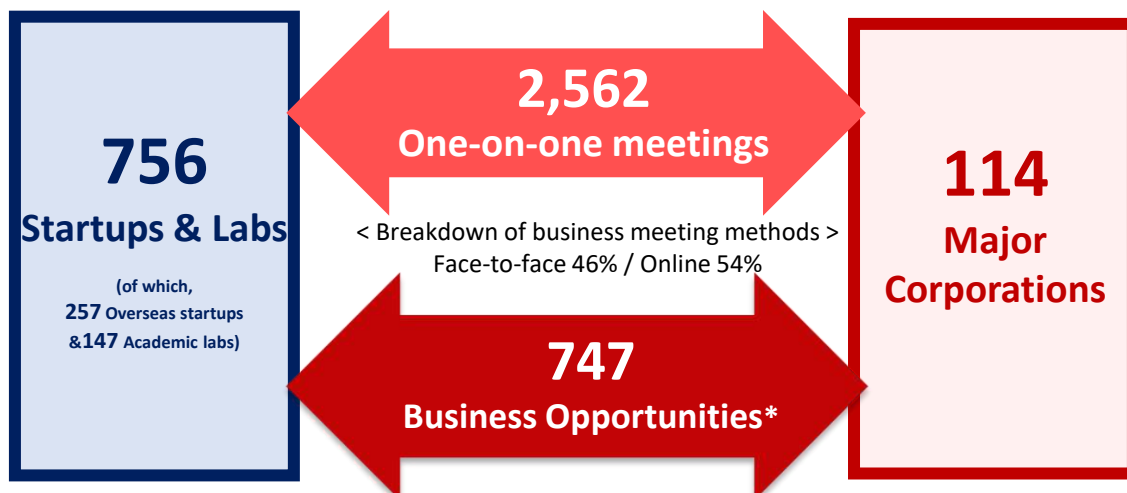 756
Startups & Labs
(of which,
257 Overseas startups
&147 Academic labs)
2,562
One-on-one meetings
< Breakdown of business meeting methods >
Face-to-face 46% / Online 54%
747
Business Opportunities*
114
Major
Corporations